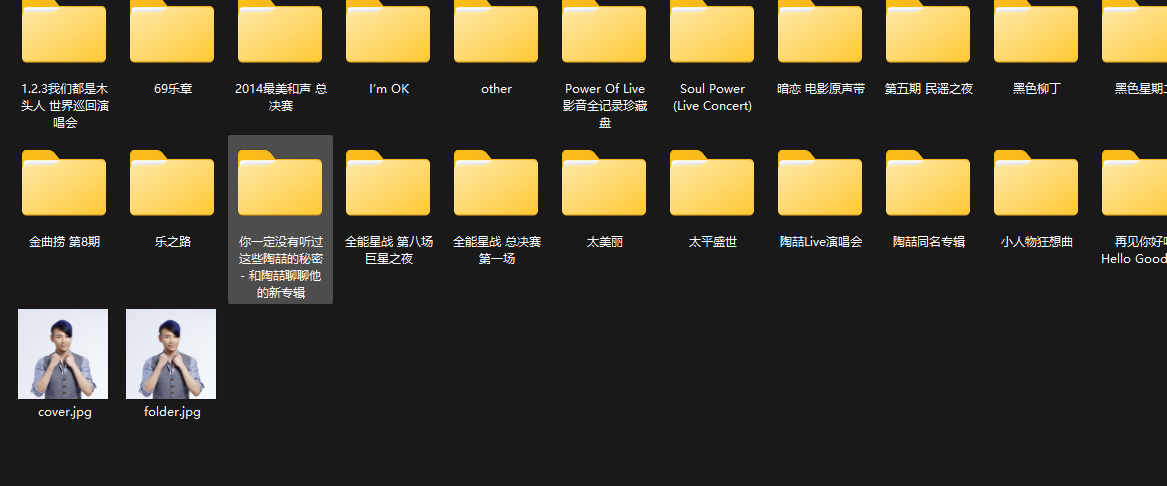 1.2.3我们都是木
头人 世界巡回演
唱会
69乐章
2014最美和声 总
决赛
I'm OK
other
Power Of Live
影音全记录珍藏
盘
Soul Power
(Live Concert)
暗恋 电影原声带
第五期 民谣之夜
黑色柳丁
黑色星期
金曲捞 第8期
乐之路
你一定没有听过
这些陶喆的秘密
- 和陶喆聊聊他
的新专辑
全能星战 第八场
巨星之夜
全能星战 总决赛
第一场
太美丽
太平盛世
陶喆Live演唱会
陶喆同名专辑
小人物狂想曲
再见你好
Hello Good
cover.jpg
folder.jpg